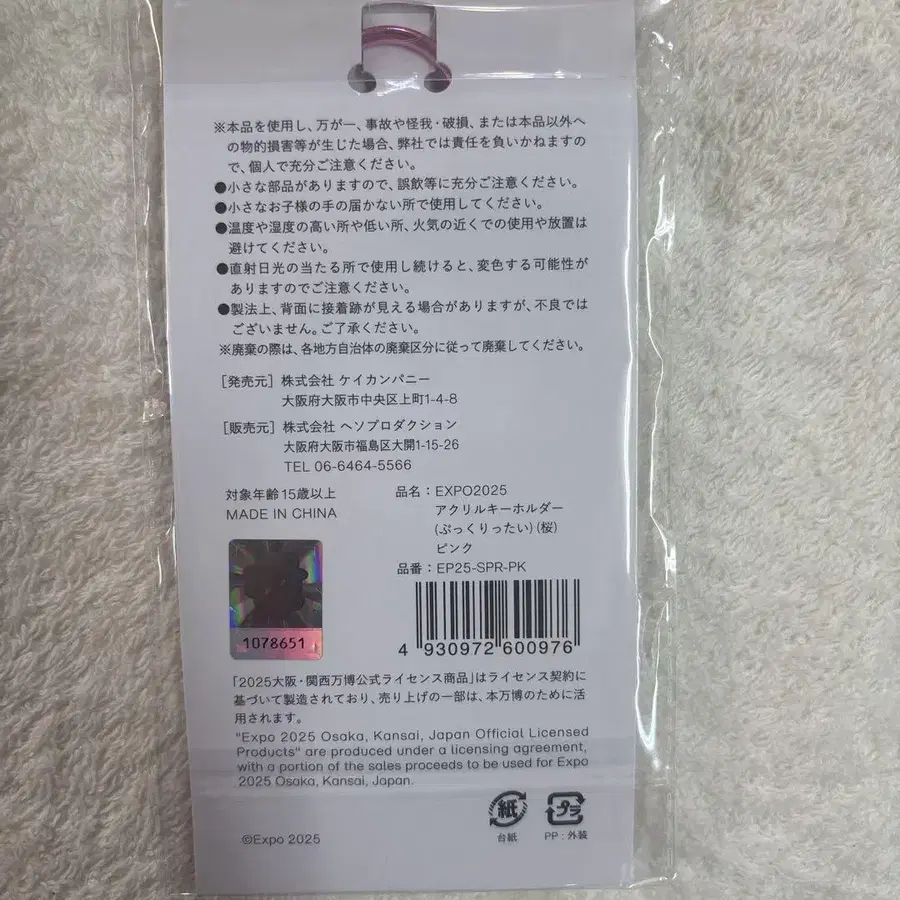 ※本品を使用し、万が一、事故や怪我・破損、または本品以外へ
の物的損害等が生じた場合、弊社では責任を負いかねますの
で、個人で充分ご注意ください。
●小さな部品がありますので、誤飲等に充分ご注意ください。
●小さなお子様の手の届かない所で使用してください。
●温度や湿度の高い所や低い所、火気の近くでの使用や放置は
避けてください。
●直射日光の当たる所で使用し続けると、変色する可能性が
ありますのでご注意ください。
●製法上、背面に接着跡が見える場合がありますが、不良では
ございません。ご了承ください。
※廃棄の際は、各地方自治体の廃棄区分に従って廃棄してください。
[発売元] 株式会社 ケイカンパニー
大阪府大阪市中央区上町1-4-8
[販売元] 株式会社 ヘソプロダクション
大阪府大阪市福島区大開1-15-26
TEL 06-6464-5566
対象年齢15歳以上
MADE IN CHINA
品名：EXPO2025
アクリルキーホルダー
(ぷっくりったい)(桜)
ピンク
品番：EP25-SPR-PK
1078651
4 930972 600976
「2025大阪・関西万博公式ライセンス商品」はライセンス契約に
基づいて製造されており、売り上げの一部は、本万博のために活
用されます。
"Expo 2025 Osaka, Kansai, Japan Official Licensed
Products" are produced under a licensing agreement,
with a portion of the sales proceeds to be used for Expo
2025 Osaka, Kansai, Japan.
©Expo 2025
紙
台紙
プラ
PP：外装